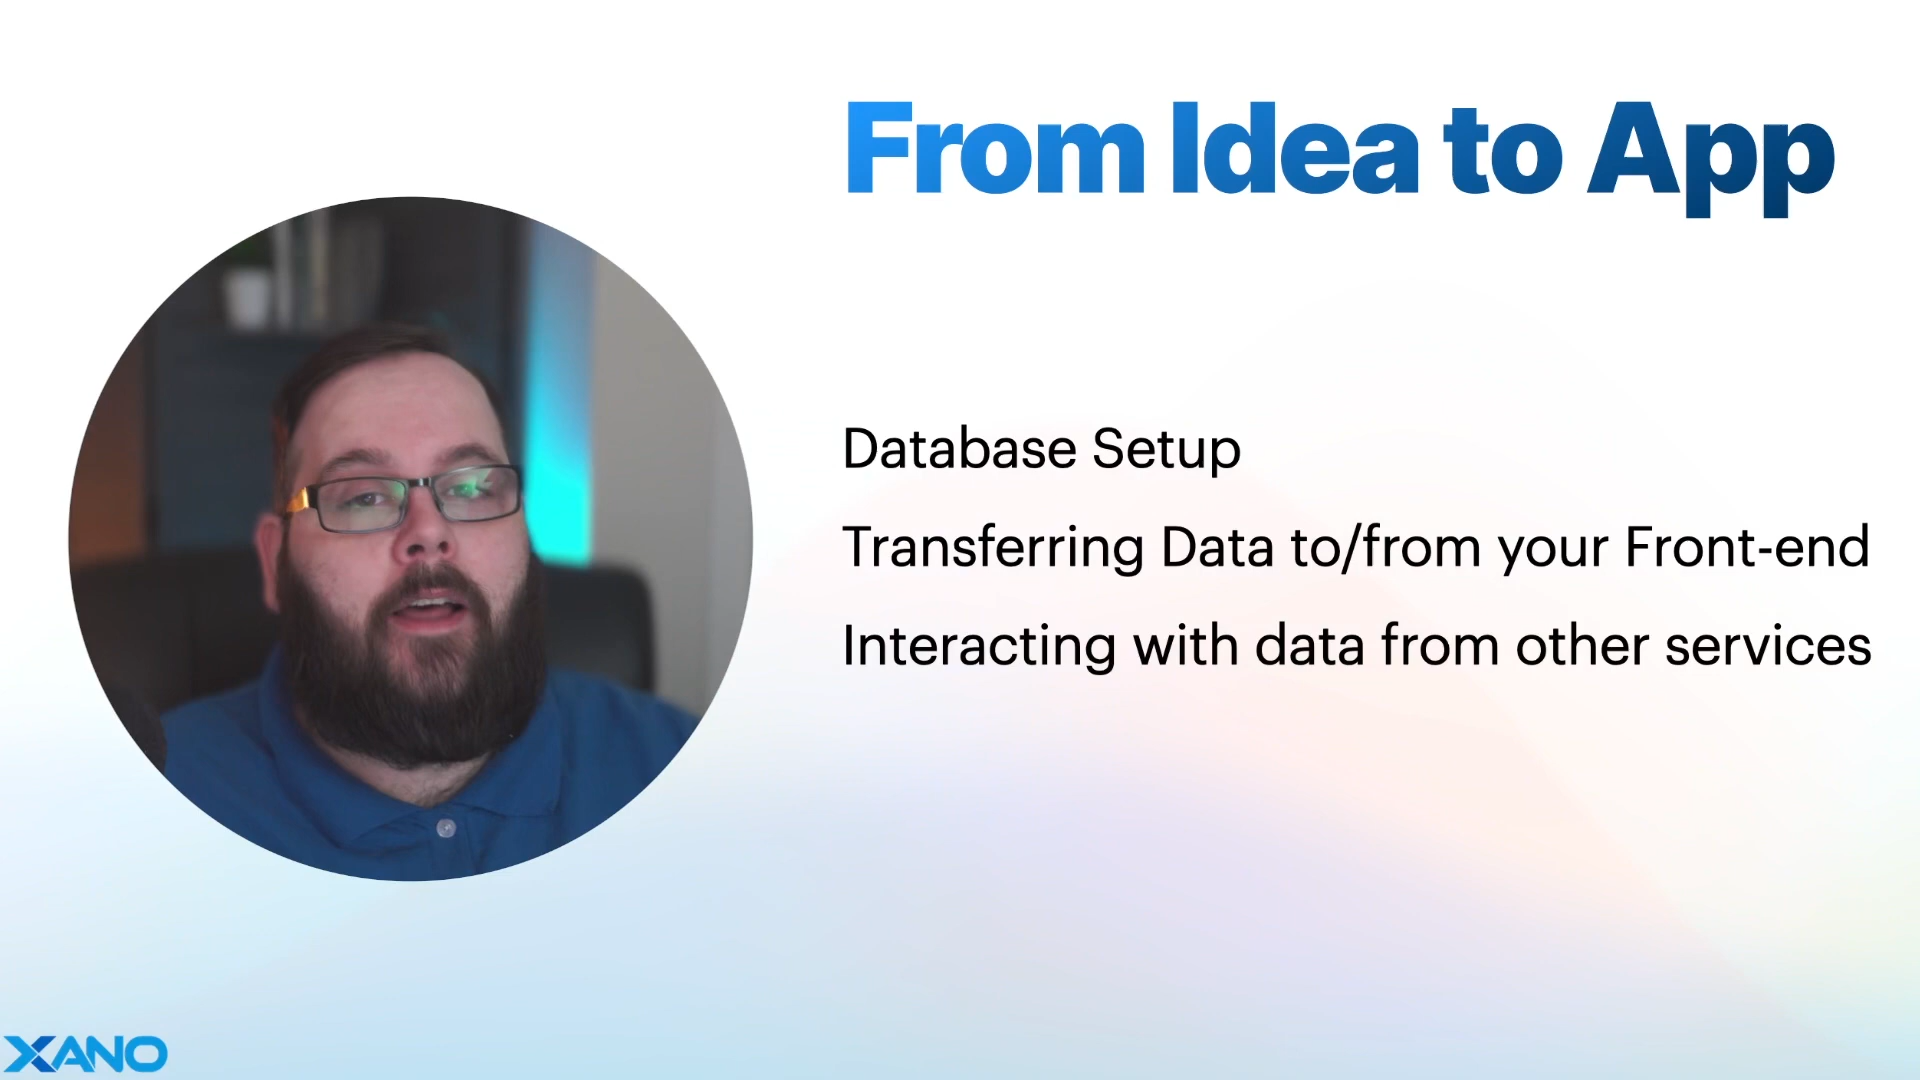 From Idea to App
Database Setup
Transferring Data to/from your Front-end
Interacting with data from other services
XANO